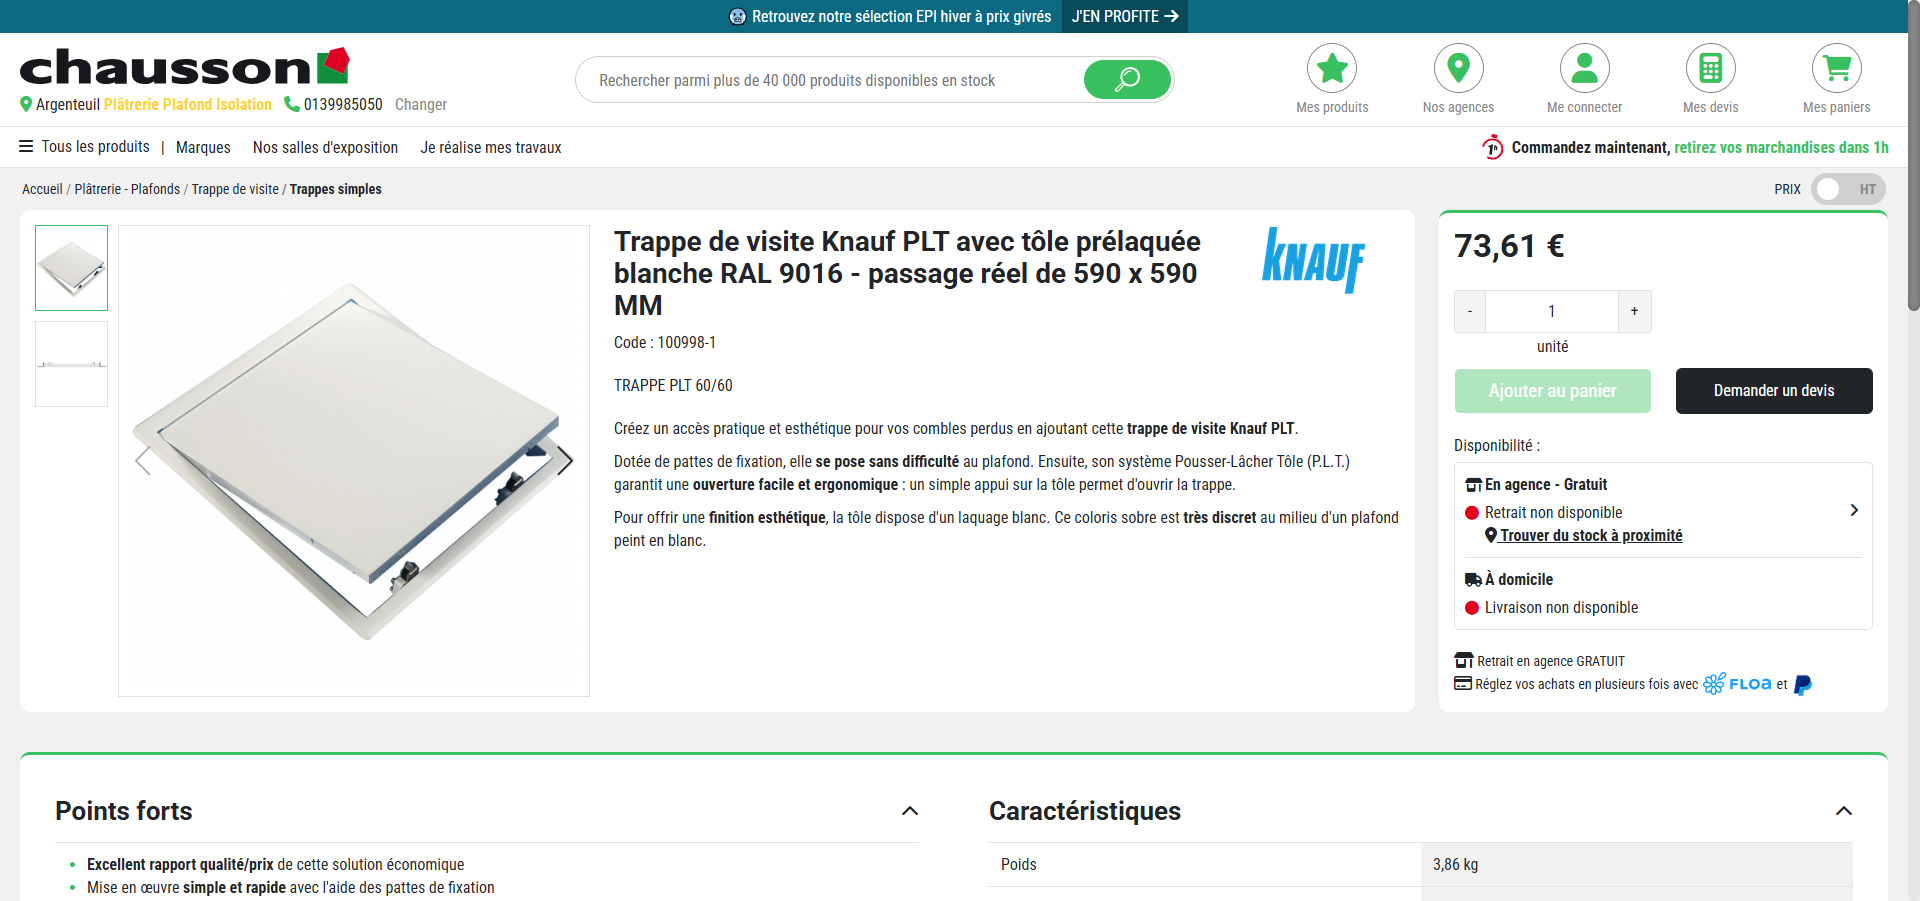 Retrouvez notre sélection EPI hiver à prix givrés J'EN PROFITE
chausson
Argenteuil Plâtrerie Plafond Isolation 0139985050 Changer
Rechercher parmi plus de 40 000 produits disponibles en stock
Mes produits
Nos agences
Me connecter
Mes devis
Mes paniers
Tous les produits | Marques Nos salles d'exposition Je réalise mes travaux
1h Commandez maintenant, retirez vos marchandises dans 1h
Accueil / Plâtrerie - Plafonds / Trappe de visite / Trappes simples
PRIX HT
Trappe de visite Knauf PLT avec tôle prélaquée
blanche RAL 9016 - passage réel de 590 x 590
MM
KNAUF
Code : 100998-1
TRAPPE PLT 60/60
Créez un accès pratique et esthétique pour vos combles perdus en ajoutant cette trappe de visite Knauf PLT.
Dotée de pattes de fixation, elle se pose sans difficulté au plafond. Ensuite, son système Pousser-Lâcher Tôle (P.L.T.)
garantit une ouverture facile et ergonomique : un simple appui sur la tôle permet d'ouvrir la trappe.
Pour offrir une finition esthétique, la tôle dispose d'un laquage blanc. Ce coloris sobre est très discret au milieu d'un plafond
peint en blanc.
73,61 €
- 1 +
unité
Ajouter au panier
Demander un devis
Disponibilité :
En agence - Gratuit
Retrait non disponible
Trouver du stock à proximité
À domicile
Livraison non disponible
Retrait en agence GRATUIT
Réglez vos achats en plusieurs fois avec FLOa et
Points forts
Excellent rapport qualité/prix de cette solution économique
Mise en œuvre simple et rapide avec l'aide des pattes de fixation
Caractéristiques
Poids 3,86 kg